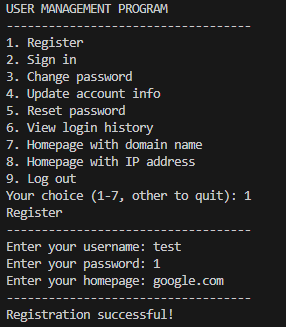 USER MANAGEMENT PROGRAM
-----------------------------------
1. Register
2. Sign in
3. Change password
4. Update account info
5. Reset password
6. View login history
7. Homepage with domain name
8. Homepage with IP address
9. Log out
Your choice (1-7, other to quit): 1
Register
-----------------------------------
Enter your username: test
Enter your password: 1
Enter your homepage: google.com
-----------------------------------
Registration successful!